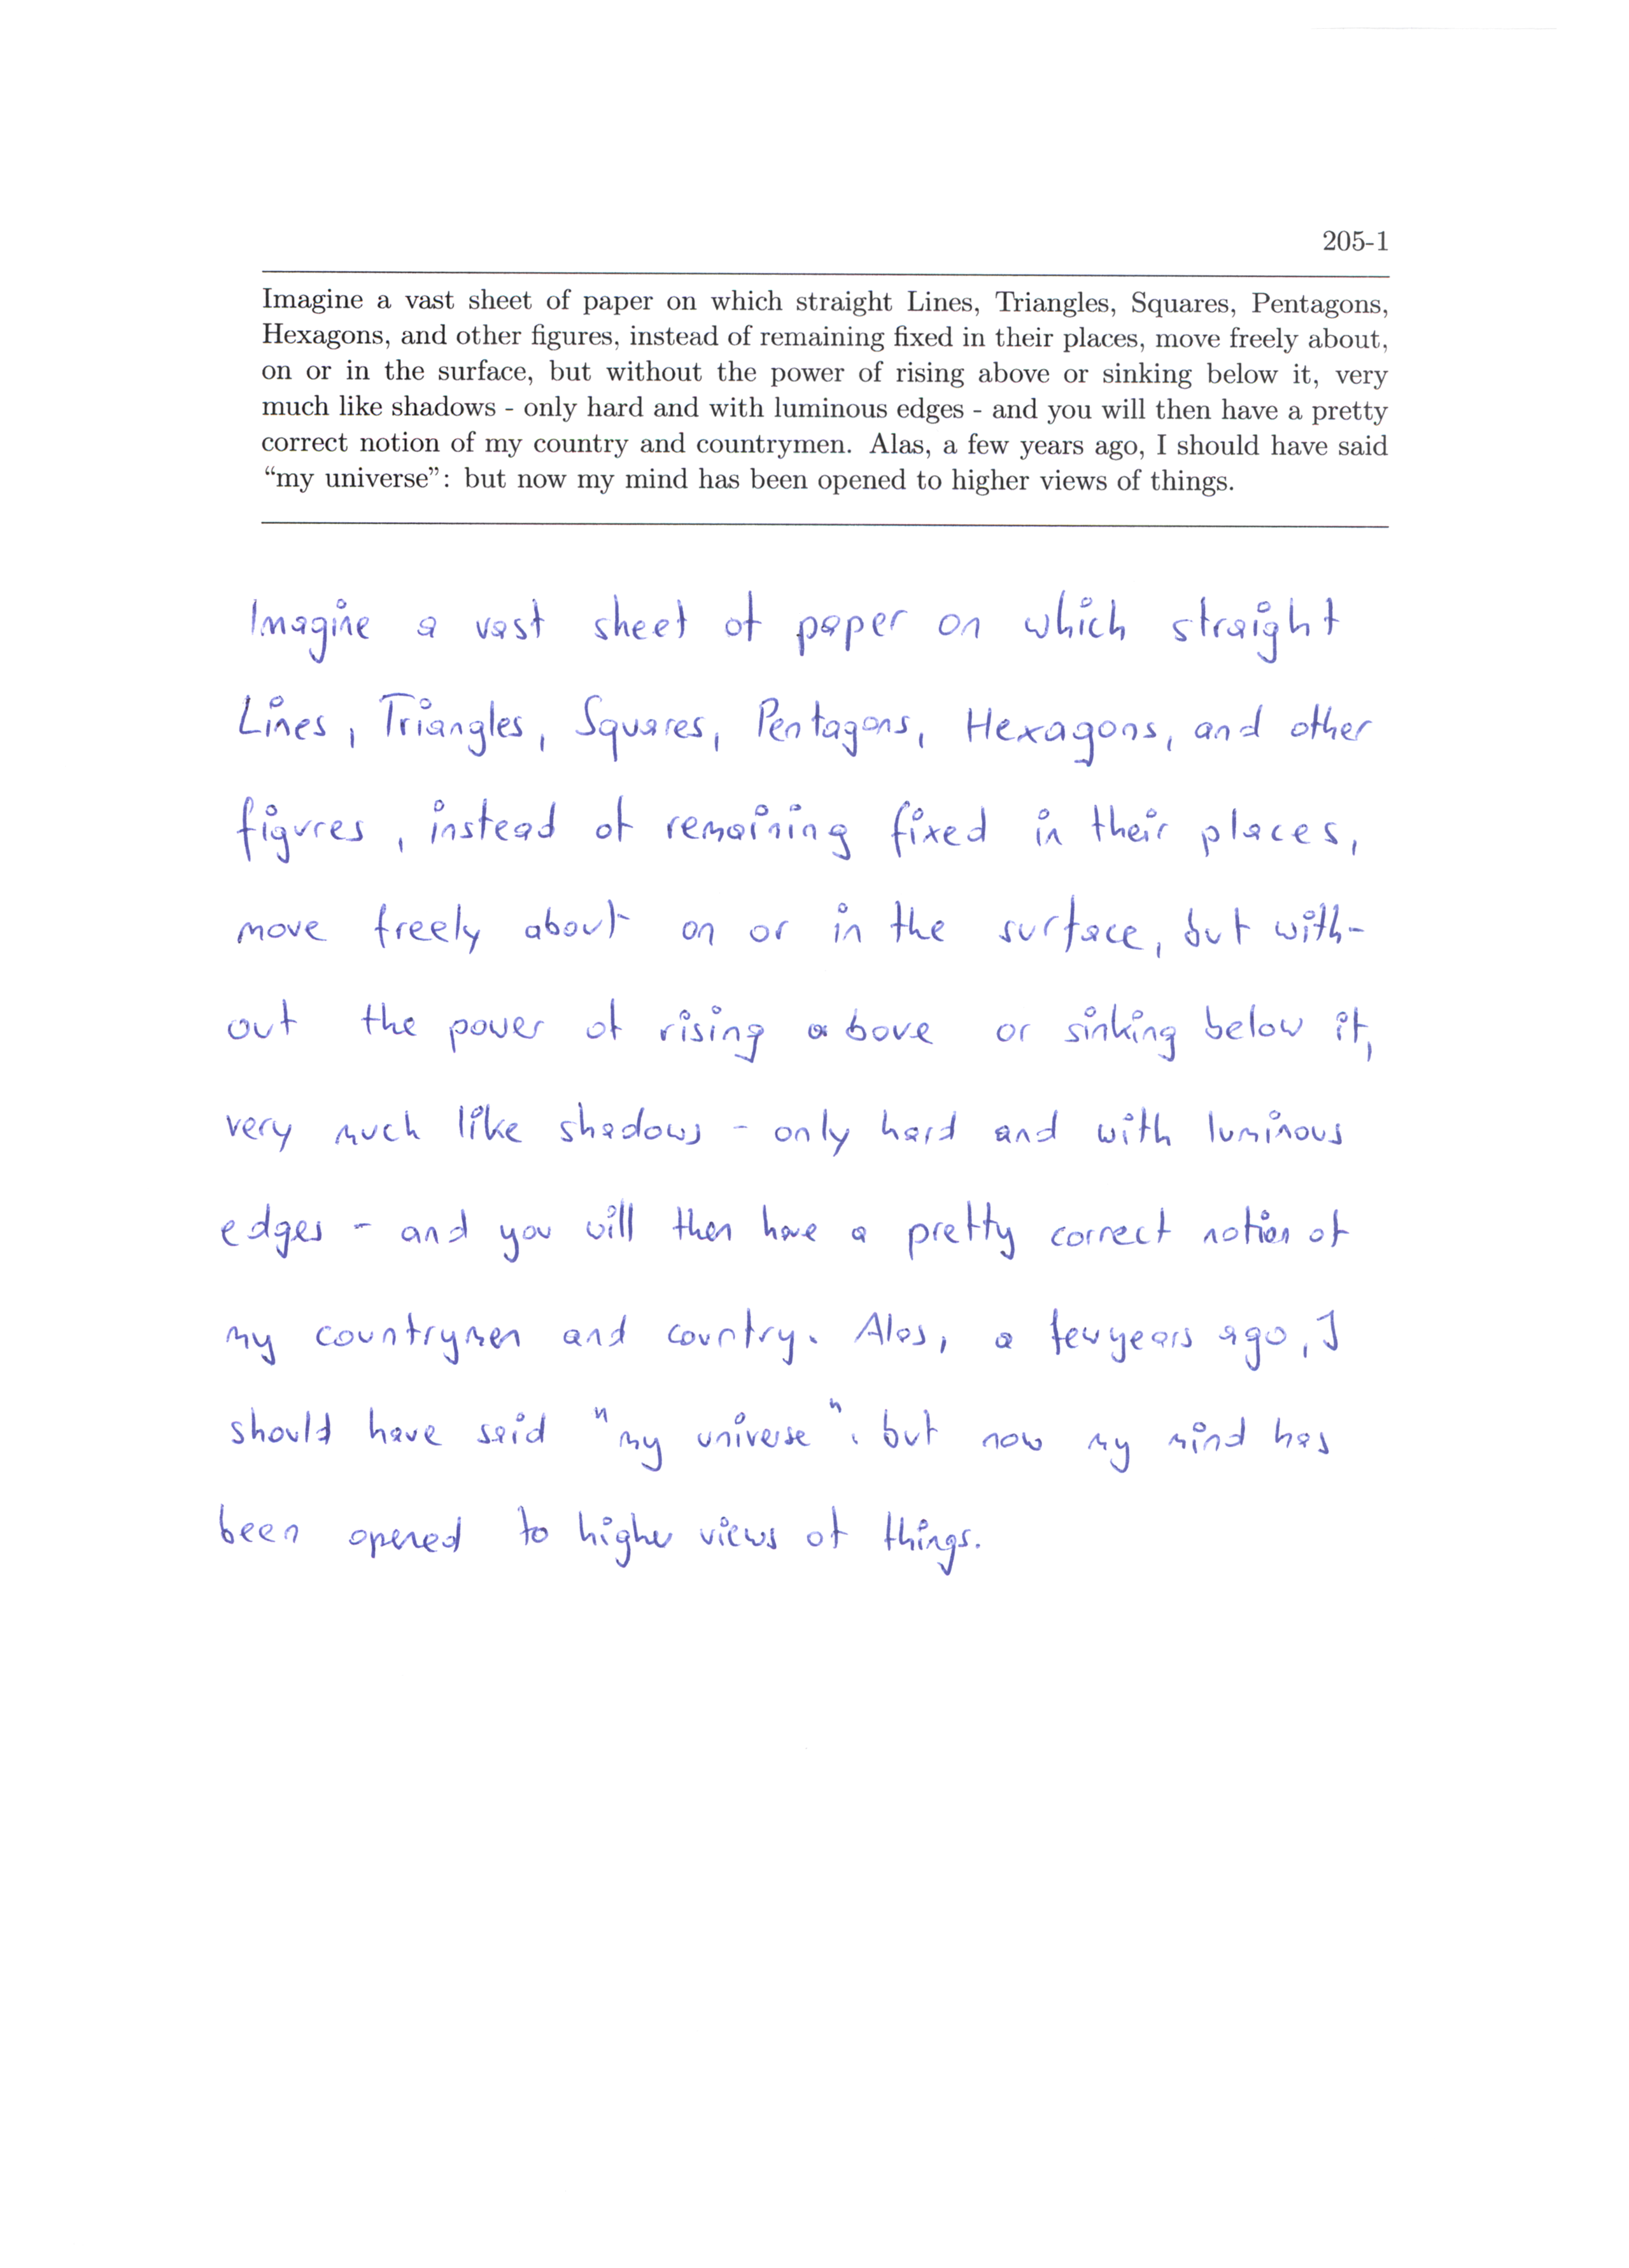 205-1
Imagine a vast sheet of paper on which straight Lines, Triangles, Squares, Pentagons,
Hexagons, and other figures, instead of remaining fixed in their places, move freely about,
on or in the surface, but without the power of rising above or sinking below it, very
much like shadows - only hard and with luminous edges - and you will then have a pretty
correct notion of my country and countrymen. Alas, a few years ago, I should have said
“my universe”: but now my mind has been opened to higher views of things.
Imagine a vast sheet of paper on which straight
Lines, Triangles, Squares, Pentagons, Hexagons, and other
figures, instead of remaining fixed in their places,
move freely about on or in the surface, but with-
out the power of rising above or sinking below it,
very much like shadows - only hard and with luminous
edges - and you will then have a pretty correct notion of
my countrymen and country. Alas, a few years ago, I
should have said "my universe". but now my mind has
been opened to higher views of things.